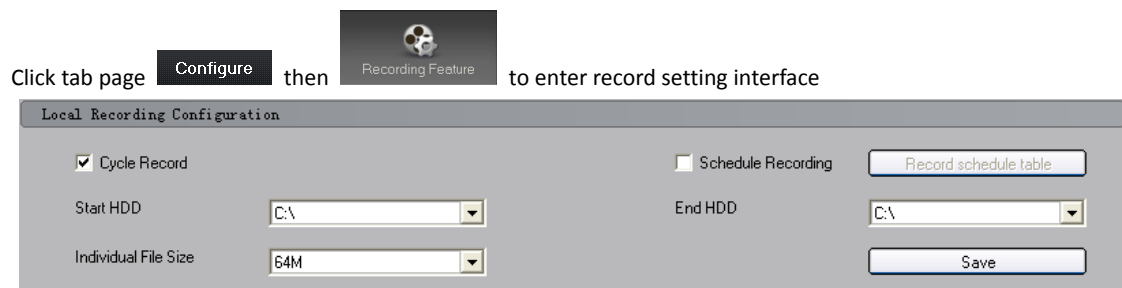 Click tab page Configure then Recording Feature to enter record setting interface
Local Recording Configuration
Cycle Record Schedule Recording Record schedule table
Start HDD C:\ End HDD C:\
Individual File Size 64M Save